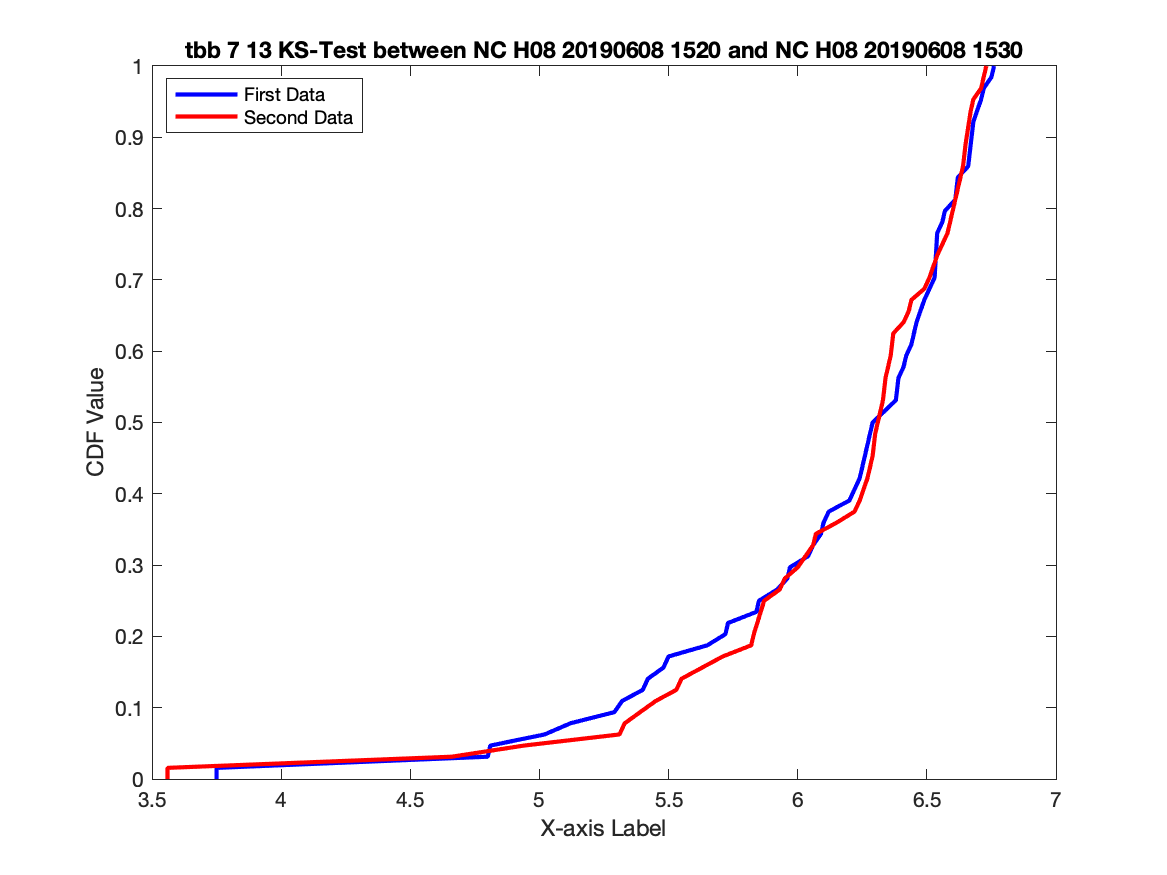 tbb 7 13 KS-Test between NC H08 20190608 1520 and NC H08 20190608 1530
First Data
Second Data
CDF Value
1
0.9
0.8
0.7
0.6
0.5
0.4
0.3
0.2
0.1
0
3.5 4 4.5 5 5.5 6 6.5 7
X-axis Label